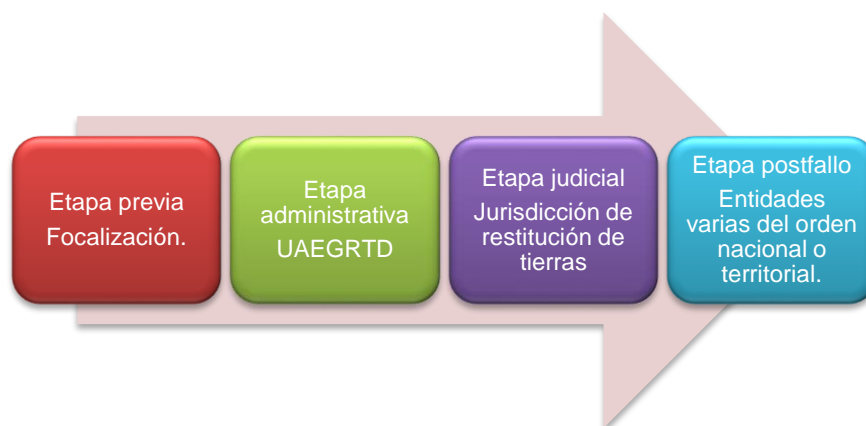 Etapa previa
Focalización.
Etapa
administrativa
UAEGRTD
Etapa judicial
Jurisdicción de
restitución de
tierras
Etapa postfallo
Entidades
varias del orden
nacional o
territorial.